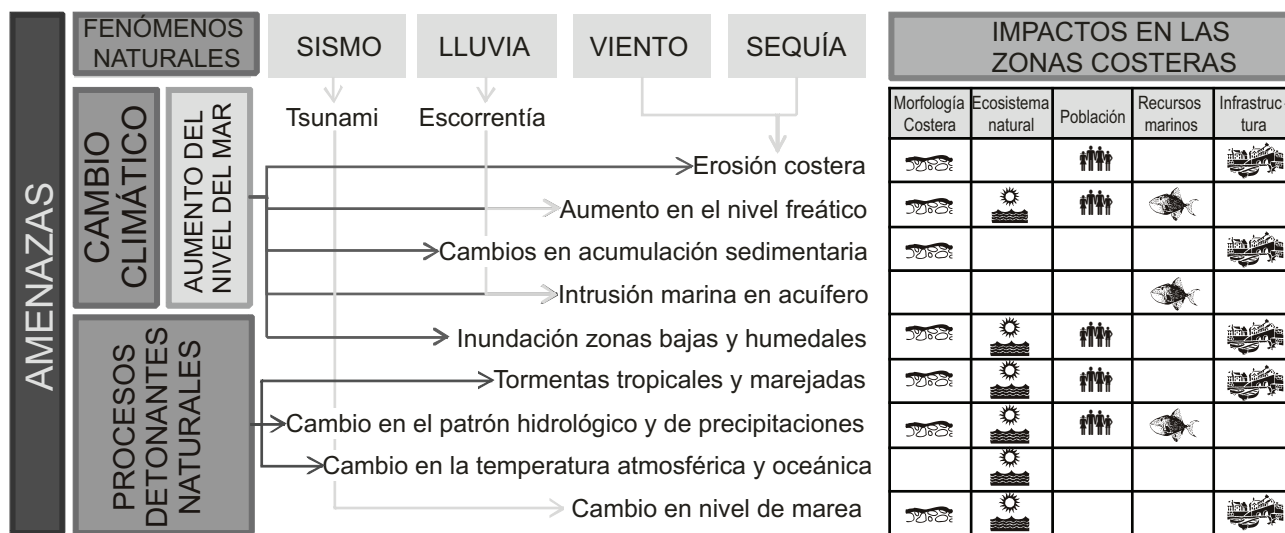 AMENAZAS
FENÓMENOS
NATURALES
SISMO
LLUVIA
VIENTO
SEQUÍA
CAMBIO
CLIMÁTICO
AUMENTO DEL
NIVEL DEL MAR
PROCESOS
DETONANTES
NATURALES
Tsunami
Escorrentía
Erosión costera
Aumento en el nivel freático
Cambios en acumulación sedimentaria
Intrusión marina en acuífero
Inundación zonas bajas y humedales
Tormentas tropicales y marejadas
Cambio en el patrón hidrológico y de precipitaciones
Cambio en la temperatura atmosférica y oceánica
Cambio en nivel de marea
IMPACTOS EN LAS
ZONAS COSTERAS
Morfología
Costera
Ecosistema
natural
Población
Recursos
marinos
Infrastruc
tura